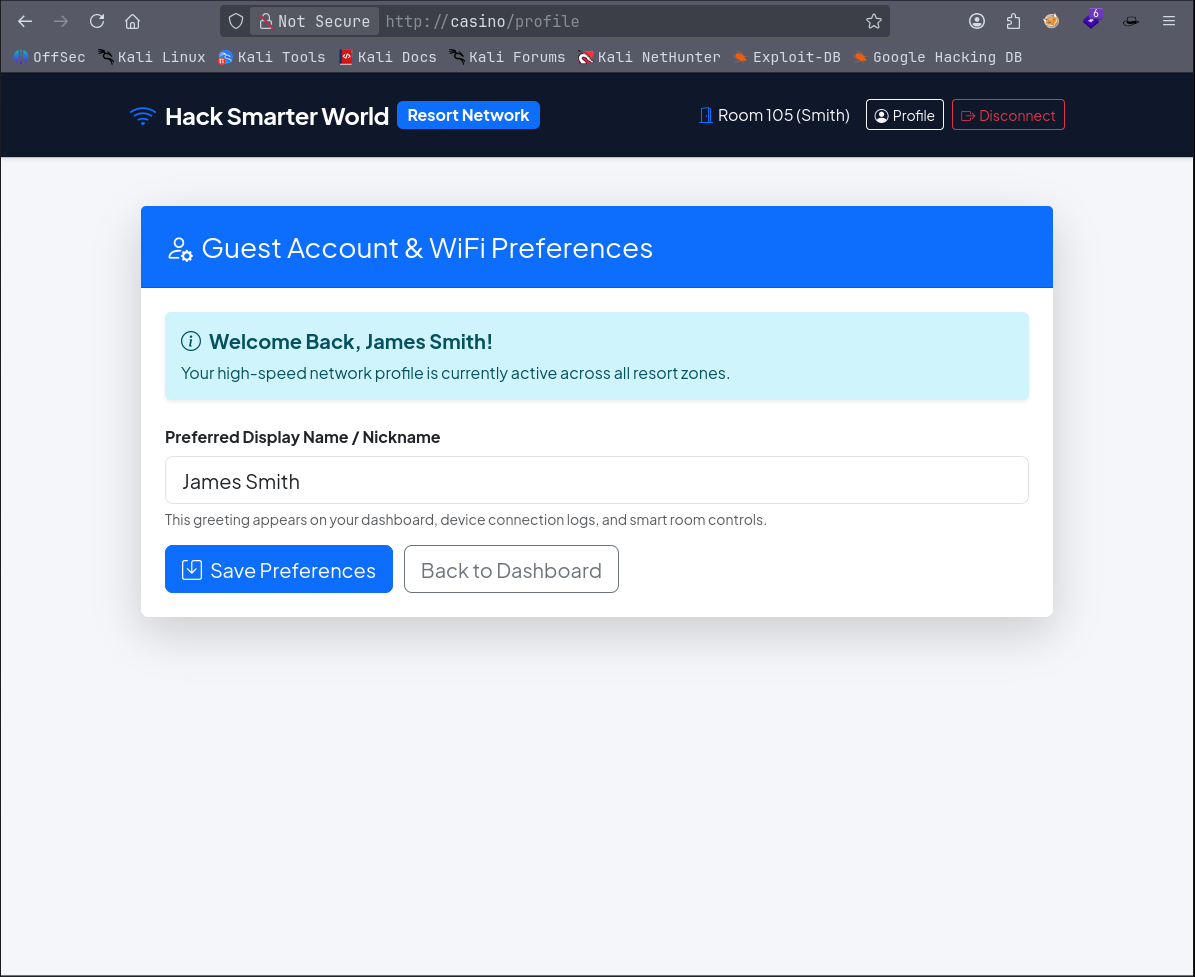 Not Secure http://casino/profile
6
OffSec Kali Linux Kali Tools Kali Docs Kali Forums Kali NetHunter Exploit-DB Google Hacking DB
Hack Smarter World Resort Network Room 105 (Smith) Profile Disconnect
Guest Account & WiFi Preferences
Welcome Back, James Smith!
Your high-speed network profile is currently active across all resort zones.
Preferred Display Name / Nickname
James Smith
This greeting appears on your dashboard, device connection logs, and smart room controls.
Save Preferences Back to Dashboard